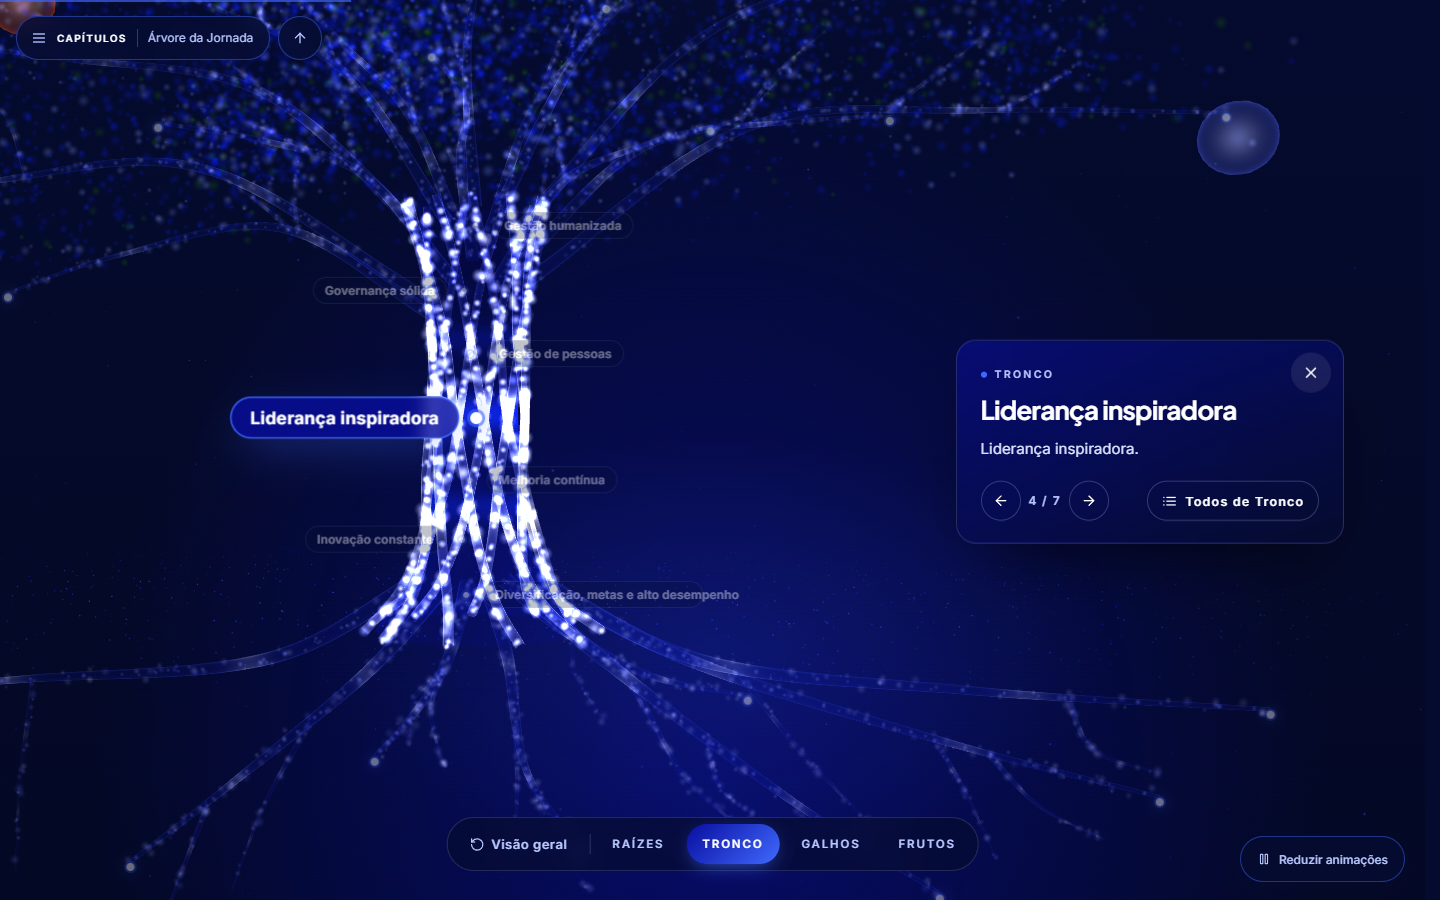 CAPÍTULOS
Árvore da Jornada
Gestão humanizada
Governança sólida
Gestão de pessoas
Liderança inspiradora
Melhoria contínua
Inovação constante
Diversificação, metas e alto desempenho
TRONCO
Liderança inspiradora
Liderança inspiradora.
4 / 7
Todos de Tronco
Visão geral
RAÍZES
TRONCO
GALHOS
FRUTOS
Reduzir animações